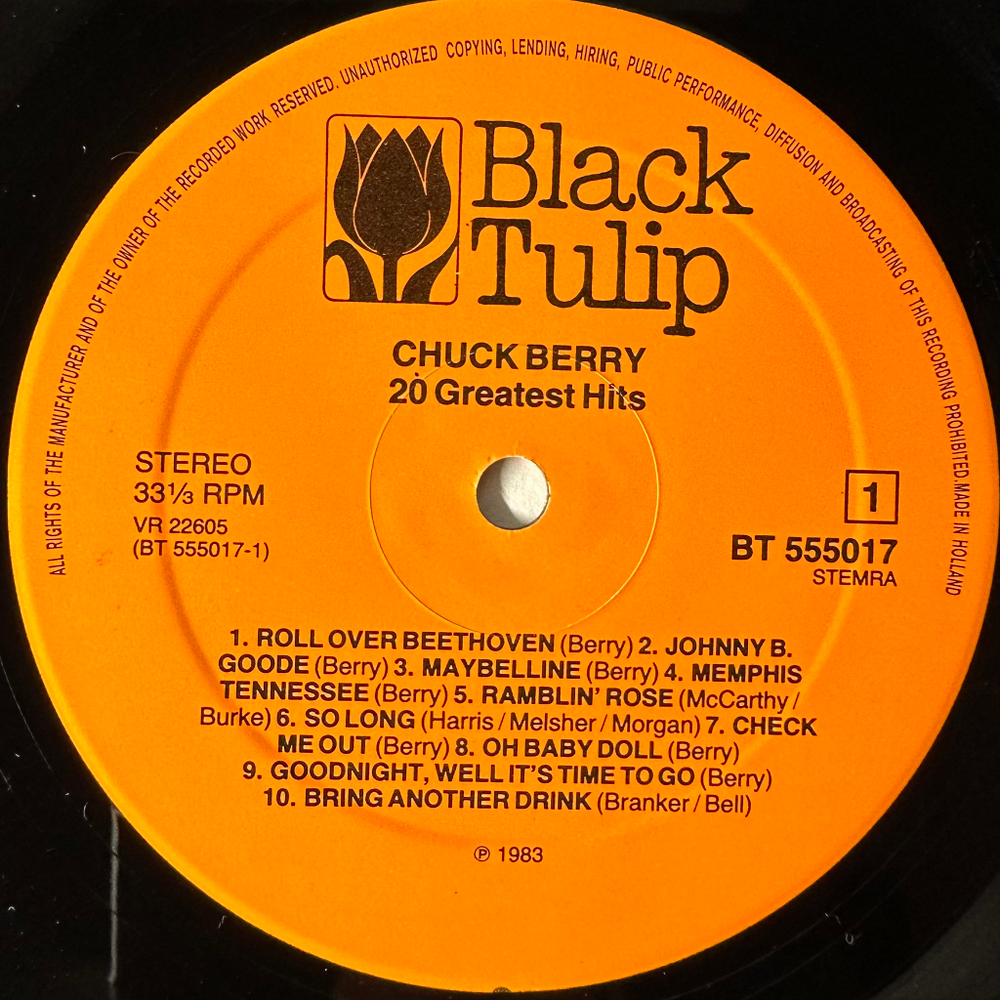 ALL RIGHTS OF THE MANUFACTURER AND OF THE OWNER OF THE RECORDED WORK RESERVED. UNAUTHORIZED COPYING, LENDING, HIRING, PUBLIC PERFORMANCE, DIFFUSION AND BROADCASTING OF THIS RECORDING PROHIBITED. MADE IN HOLLAND
Black
Tulip
CHUCK BERRY
20 Greatest Hits
STEREO
33⅓ RPM
VR 22605
(BT 555017-1)
1
BT 555017
STEMRA
1. ROLL OVER BEETHOVEN (Berry) 2. JOHNNY B.
GOODE (Berry) 3. MAYBELLINE (Berry) 4. MEMPHIS
TENNESSEE (Berry) 5. RAMBLIN' ROSE (McCarthy /
Burke) 6. SO LONG (Harris / Melsher / Morgan) 7. CHECK
ME OUT (Berry) 8. OH BABY DOLL (Berry)
9. GOODNIGHT, WELL IT'S TIME TO GO (Berry)
10. BRING ANOTHER DRINK (Branker / Bell)
℗ 1983